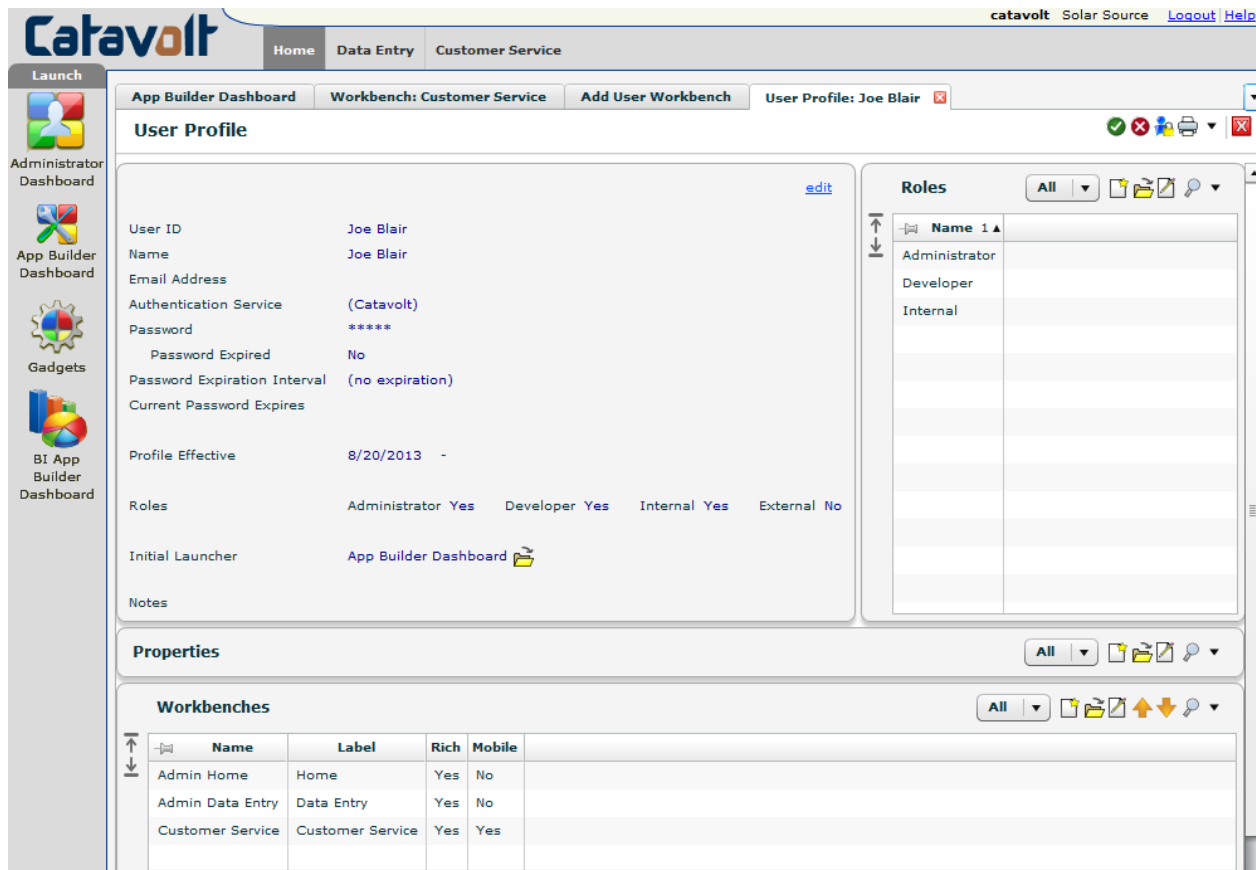 catavolt Solar Source Logout Help
Catavolt
Home Data Entry Customer Service
Launch
Administrator
Dashboard
App Builder
Dashboard
Gadgets
BI App
Builder
Dashboard
App Builder Dashboard Workbench: Customer Service Add User Workbench User Profile: Joe Blair
User Profile
edit
User ID Joe Blair
Name Joe Blair
Email Address
Authentication Service (Catavolt)
Password *****
Password Expired No
Password Expiration Interval (no expiration)
Current Password Expires
Profile Effective 8/20/2013 -
Roles Administrator Yes Developer Yes Internal Yes External No
Initial Launcher App Builder Dashboard
Notes
Roles All
Name 1
Administrator
Developer
Internal
Properties All
Workbenches All
Name Label Rich Mobile
Admin Home Home Yes No
Admin Data Entry Data Entry Yes No
Customer Service Customer Service Yes Yes